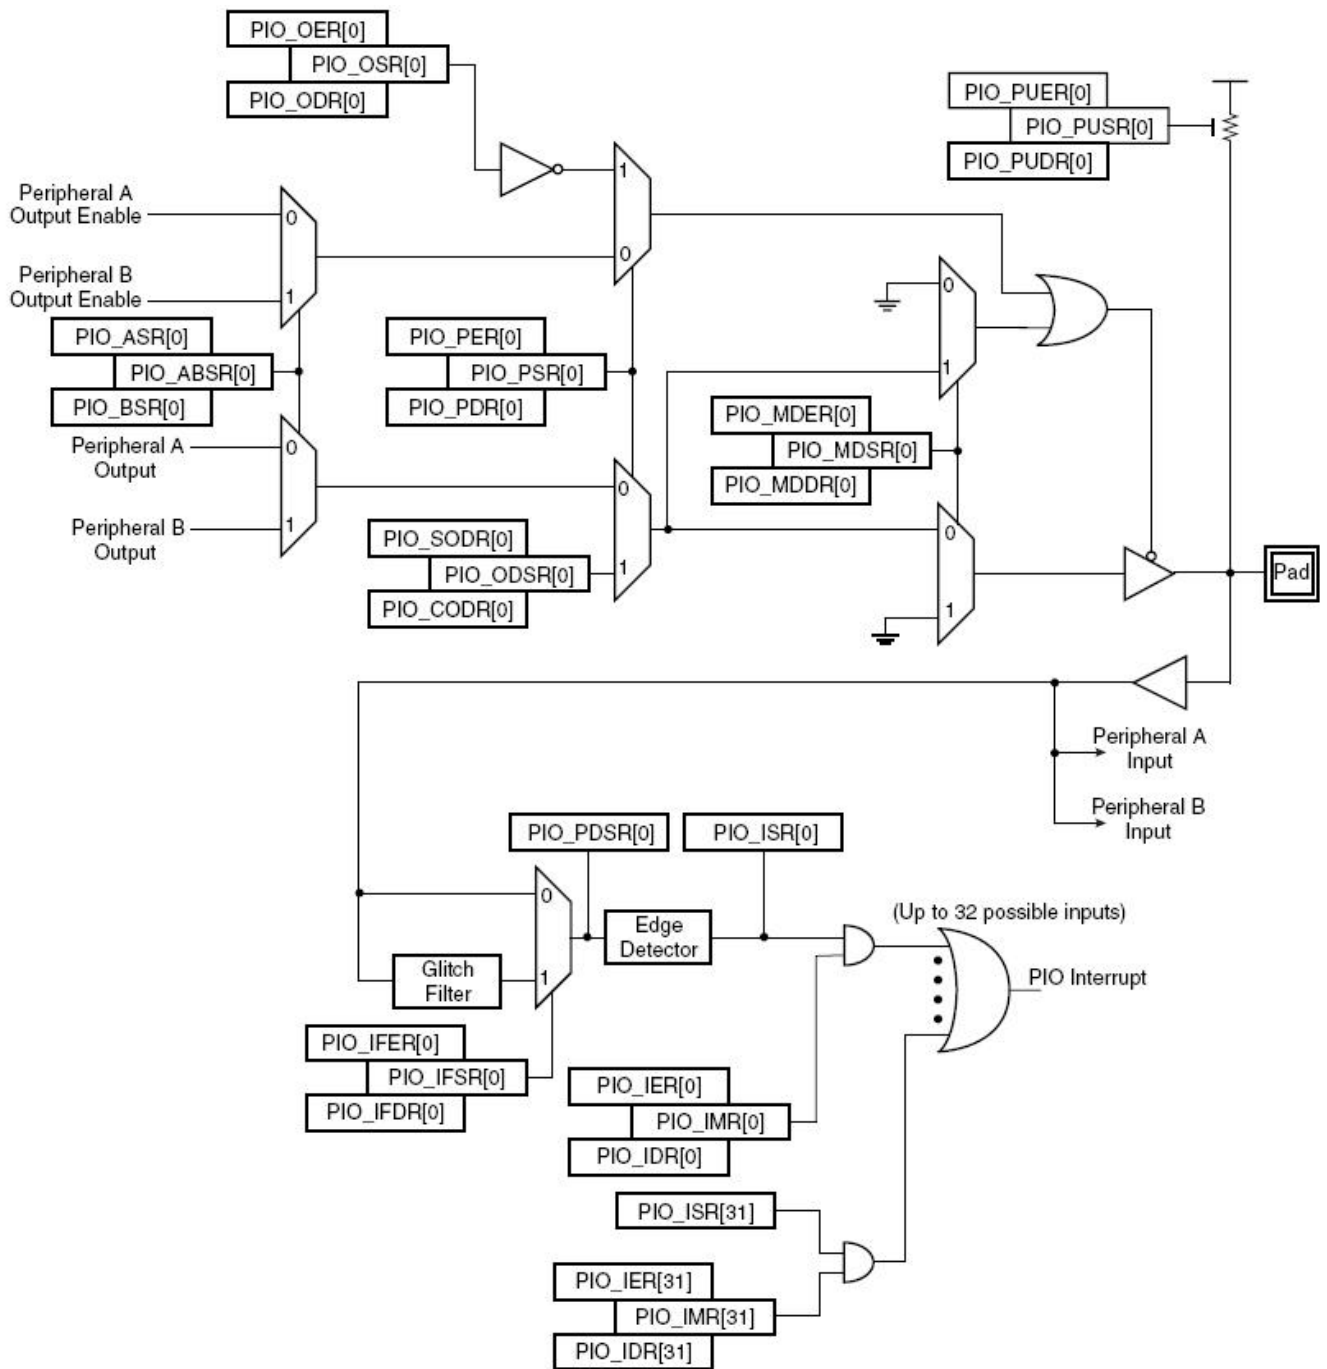 PIO_OER[0]
PIO_OSR[0]
PIO_ODR[0]
PIO_PUER[0]
PIO_PUSR[0]
PIO_PUDR[0]
1
0
Peripheral A
Output Enable
0
Peripheral B
Output Enable
1
0
1
PIO_ASR[0]
PIO_ABSR[0]
PIO_BSR[0]
PIO_PER[0]
PIO_PSR[0]
PIO_PDR[0]
PIO_MDER[0]
PIO_MDSR[0]
PIO_MDDR[0]
Peripheral A
Output
0
Peripheral B
Output
1
0
1
PIO_SODR[0]
PIO_ODSR[0]
PIO_CODR[0]
0
1
Pad
Peripheral A
Input
Peripheral B
Input
PIO_PDSR[0]
PIO_ISR[0]
0
1
Glitch
Filter
Edge
Detector
(Up to 32 possible inputs)
PIO Interrupt
PIO_IFER[0]
PIO_IFSR[0]
PIO_IFDR[0]
PIO_IER[0]
PIO_IMR[0]
PIO_IDR[0]
PIO_ISR[31]
PIO_IER[31]
PIO_IMR[31]
PIO_IDR[31]